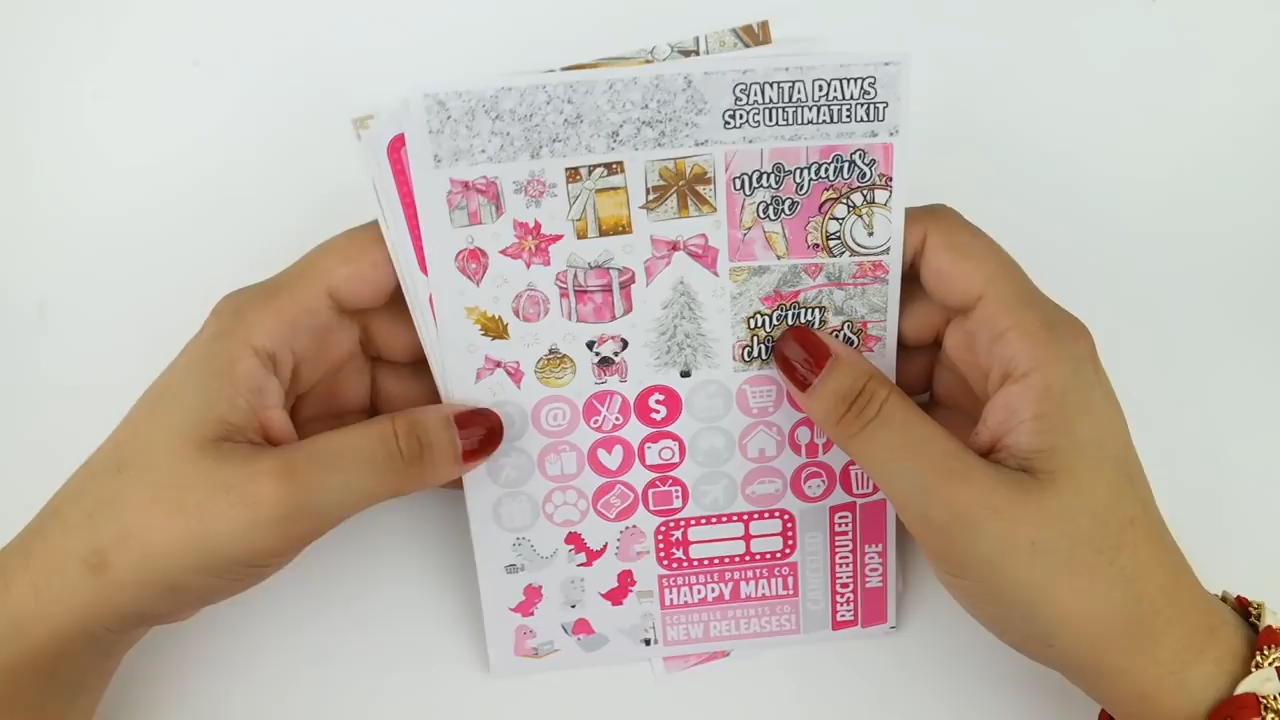 SANTA PAWS
SPC ULTIMATE KIT
new year's
eve
merry
@
$
$
CANCELED
RESCHEDULED
NOPE
SCRIBBLE PRINTS CO.
HAPPY MAIL!
SCRIBBLE PRINTS CO.
NEW RELEASES!